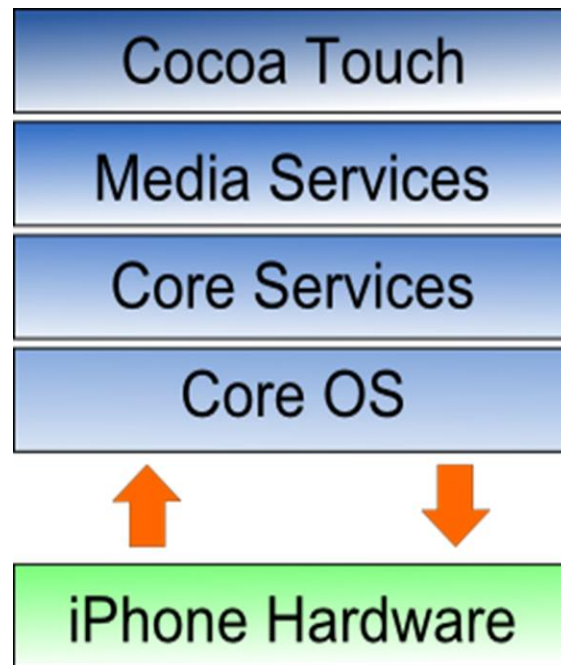 Cocoa Touch
Media Services
Core Services
Core OS
iPhone Hardware